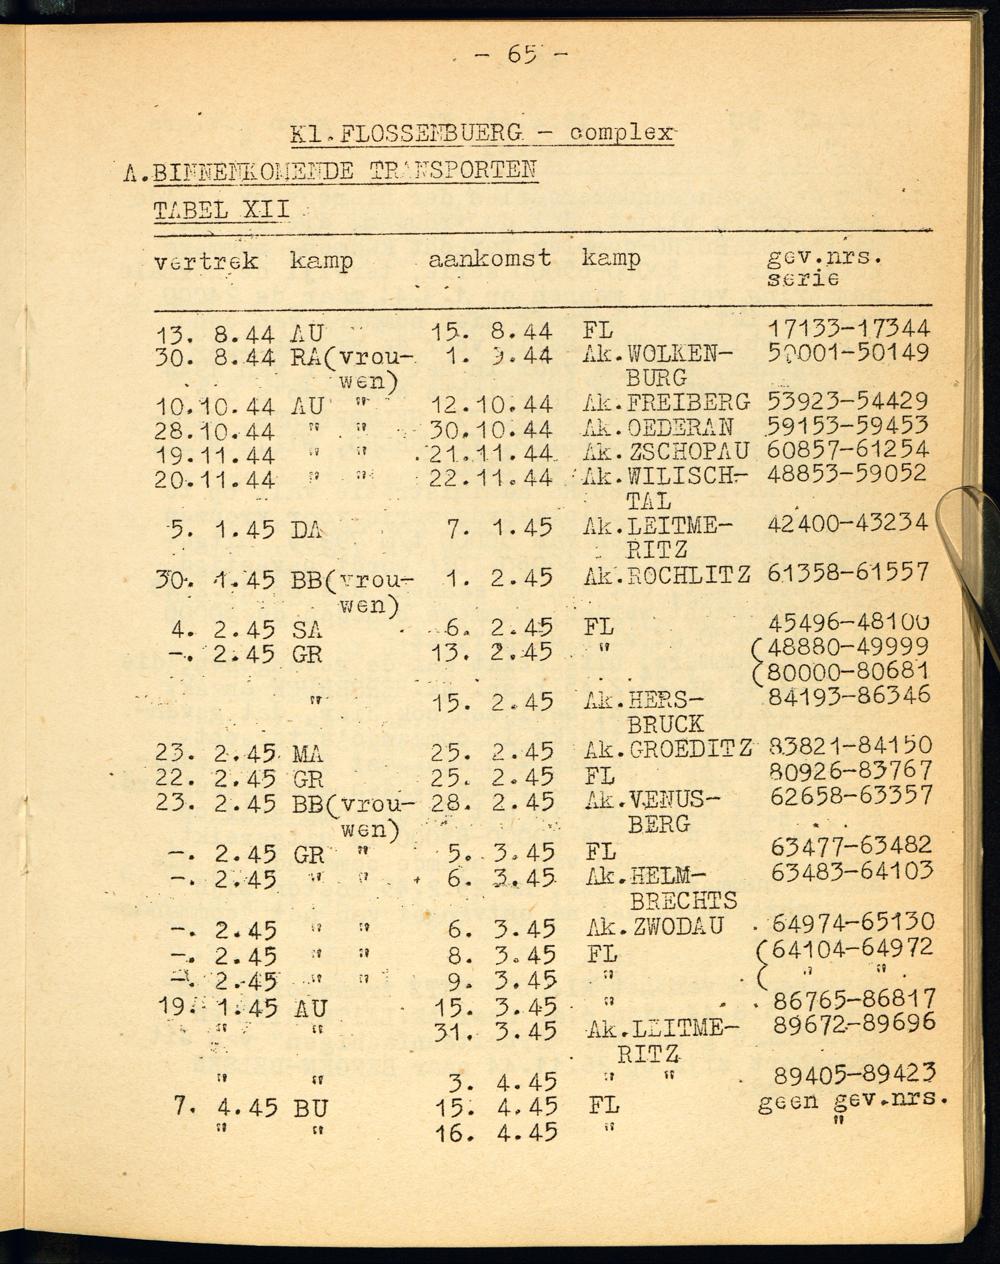 - 65 -
Kl.FLOSSENBUERG - complex
A.BINNENKOMENDE TRANSPORTEN
TABEL XII
vertrek kamp aankomst kamp gev.nrs.
serie
13. 8.44 AU 15. 8.44 FL 17133-17344
30. 8.44 RA(vrou- 1. 9.44 Ak.WOLKEN- 50001-50149
wen) BURG
10.10.44 AU " 12.10.44 Ak.FREIBERG 53923-54429
28.10.44 " " 30.10.44 Ak.OEDERAN 59153-59453
19.11.44 " " 21.11.44 Ak.ZSCHOPAU 60857-61254
20.11.44 " " 22.11.44 Ak.WILISCH- 48853-59052
TAL
5. 1.45 DA 7. 1.45 Ak.LEITME- 42400-43234
RITZ
30. 1.45 BB(vrou- 1. 2.45 Ak.ROCHLITZ 61358-61557
wen)
4. 2.45 SA 6. 2.45 FL 45496-48100
-. 2.45 GR 13. 2.45 " (48880-49999
(80000-80681
" 15. 2.45 Ak.HERS- 84193-86346
BRUCK
23. 2.45 MA 25. 2.45 Ak.GROEDITZ 83821-84150
22. 2.45 GR 25. 2.45 FL 80926-83767
23. 2.45 BB(vrou- 28. 2.45 Ak.VENUS- 62658-63357
wen) BERG
-. 2.45 GR " 5. 3.45 FL 63477-63482
-. 2.45 " " 6. 3.45 Ak.HELM- 63483-64103
BRECHTS
-. 2.45 " " 6. 3.45 Ak.ZWODAU 64974-65130
-. 2.45 " " 8. 3.45 FL (64104-64972
-. 2.45 " " 9. 3.45 " ( " "
19. 1.45 AU 15. 3.45 " 86765-86817
" " 31. 3.45 Ak.LEITME- 89672-89696
RITZ
" " 3. 4.45 " " 89405-89423
7. 4.45 BU 15. 4.45 FL geen gev.nrs.
" " 16. 4.45 " "